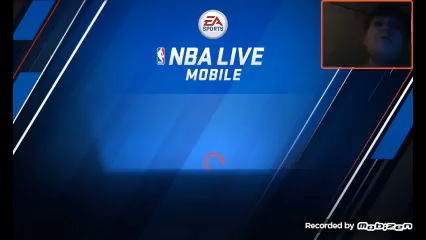 EA
SPORTS
NBA LIVE
MOBILE
Recorded by Mobizen